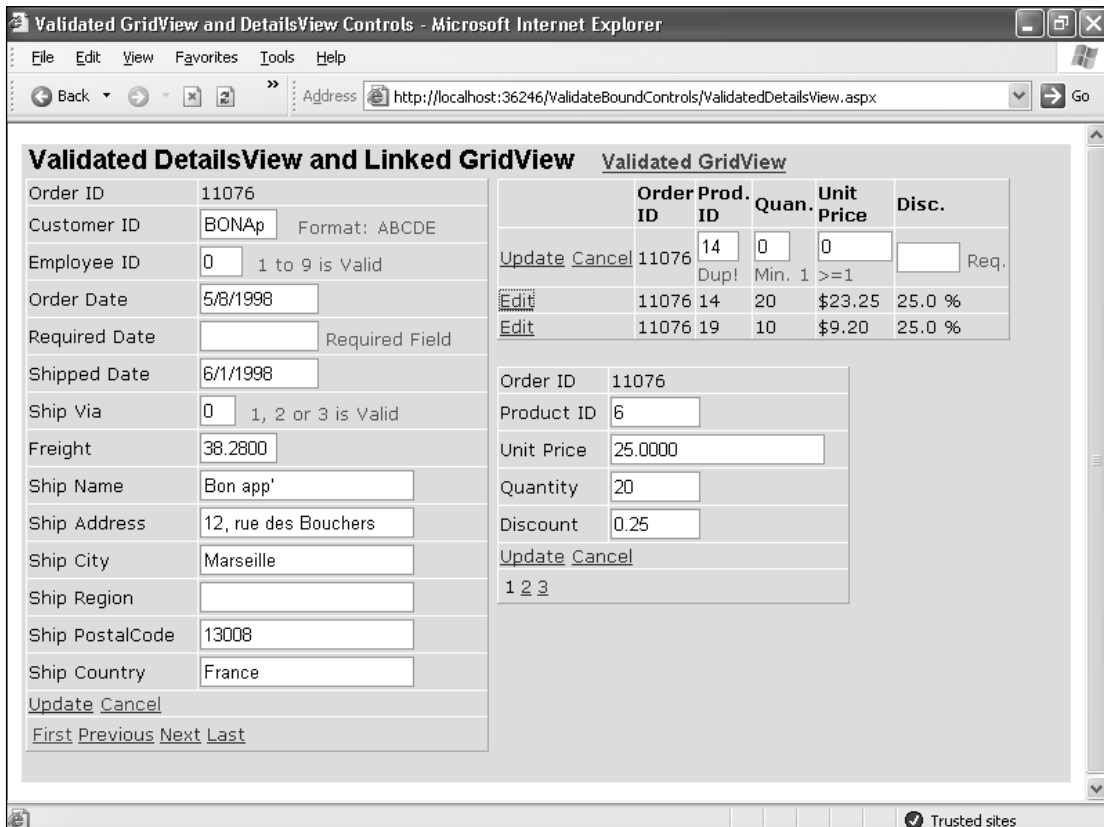 Validated GridView and DetailsView Controls - Microsoft Internet Explorer
File Edit View Favorites Tools Help
Back » Address http://localhost:36246/ValidateBoundControls/ValidatedDetailsView.aspx Go
Validated DetailsView and Linked GridView Validated GridView
Order ID 11076
Customer ID BONAp Format: ABCDE
Employee ID 0 1 to 9 is Valid
Order Date 5/8/1998
Required Date Required Field
Shipped Date 6/1/1998
Ship Via 0 1, 2 or 3 is Valid
Freight 38.2800
Ship Name Bon app'
Ship Address 12, rue des Bouchers
Ship City Marseille
Ship Region
Ship PostalCode 13008
Ship Country France
Update Cancel
First Previous Next Last
Order ID Prod. ID Quan. Unit Price Disc.
Update Cancel 11076 14 0 0 Req.
Dup! Min. 1 >=1
Edit 11076 14 20 $23.25 25.0 %
Edit 11076 19 10 $9.20 25.0 %
Order ID 11076
Product ID 6
Unit Price 25.0000
Quantity 20
Discount 0.25
Update Cancel
1 2 3
Trusted sites